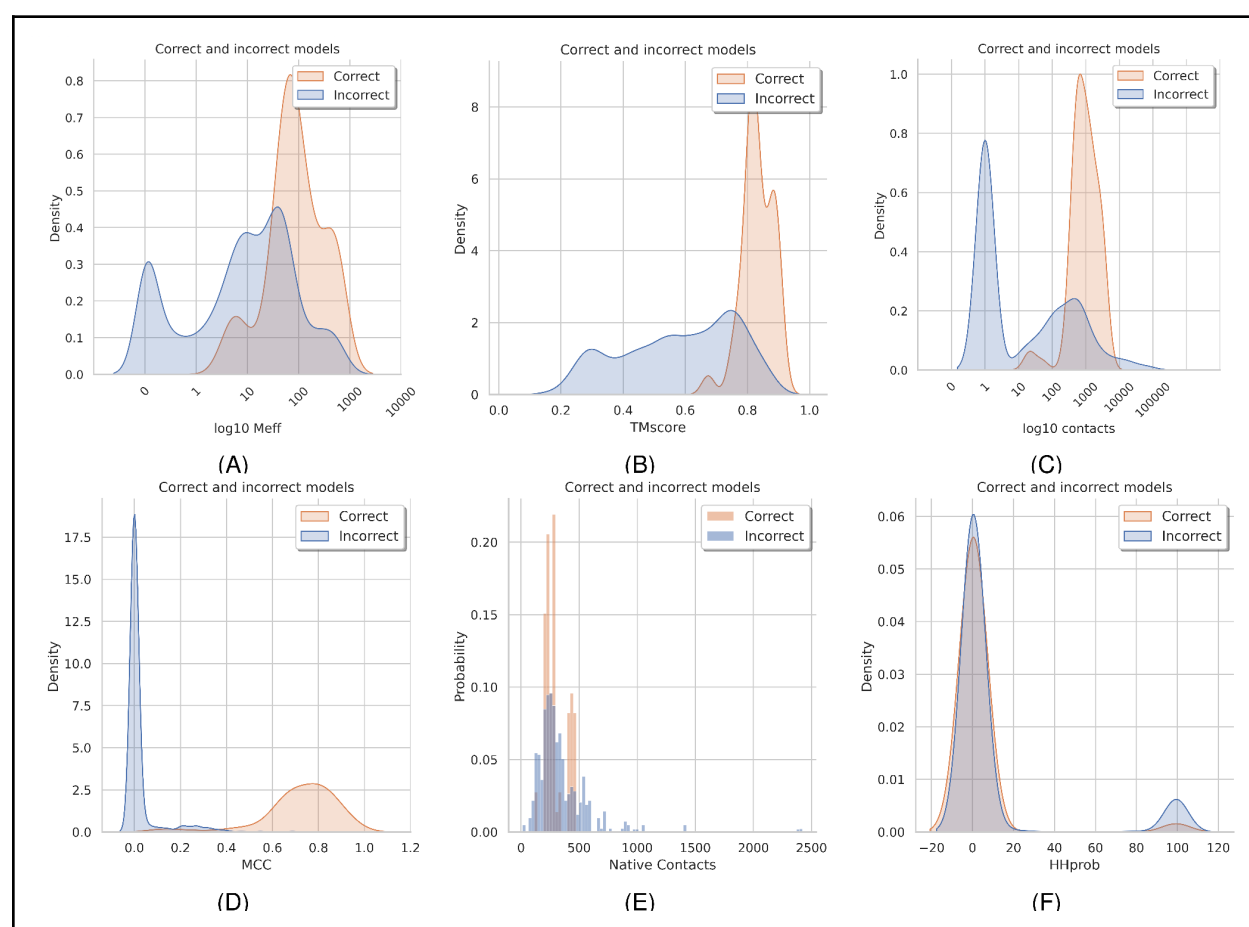 Correct and incorrect models
Correct
Incorrect
0.8
0.7
0.6
0.5
0.4
0.3
0.2
0.1
0.0
Density
0
1
10
100
1000
10000
log10 Meff
(A)
Correct and incorrect models
Correct
Incorrect
8
6
4
2
0
Density
0.0 0.2 0.4 0.6 0.8 1.0
TMscore
(B)
Correct and incorrect models
Correct
Incorrect
1.0
0.8
0.6
0.4
0.2
0.0
Density
0
1
10
100
1000
10000
100000
log10 contacts
(C)
Correct and incorrect models
Correct
Incorrect
17.5
15.0
12.5
10.0
7.5
5.0
2.5
0.0
Density
0.0 0.2 0.4 0.6 0.8 1.0 1.2
MCC
(D)
Correct and incorrect models
Correct
Incorrect
0.20
0.15
0.10
0.05
0.00
Probability
0 500 1000 1500 2000 2500
Native Contacts
(E)
Correct and incorrect models
Correct
Incorrect
0.06
0.05
0.04
0.03
0.02
0.01
0.00
Density
−20 0 20 40 60 80 100 120
HHprob
(F)